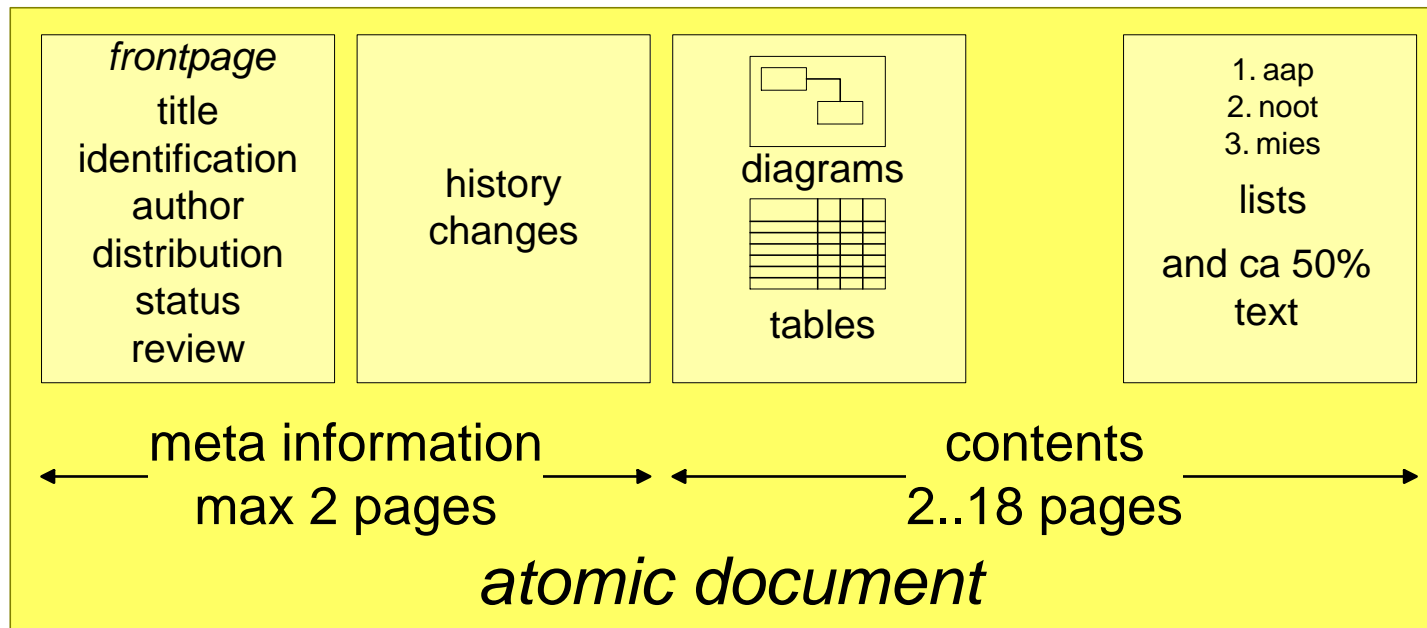 frontpage
title
identification
author
distribution
status
review
history
changes
diagrams
tables
1. aap
2. noot
3. mies
lists
and ca 50%
text
meta information
max 2 pages
contents
2..18 pages
atomic document